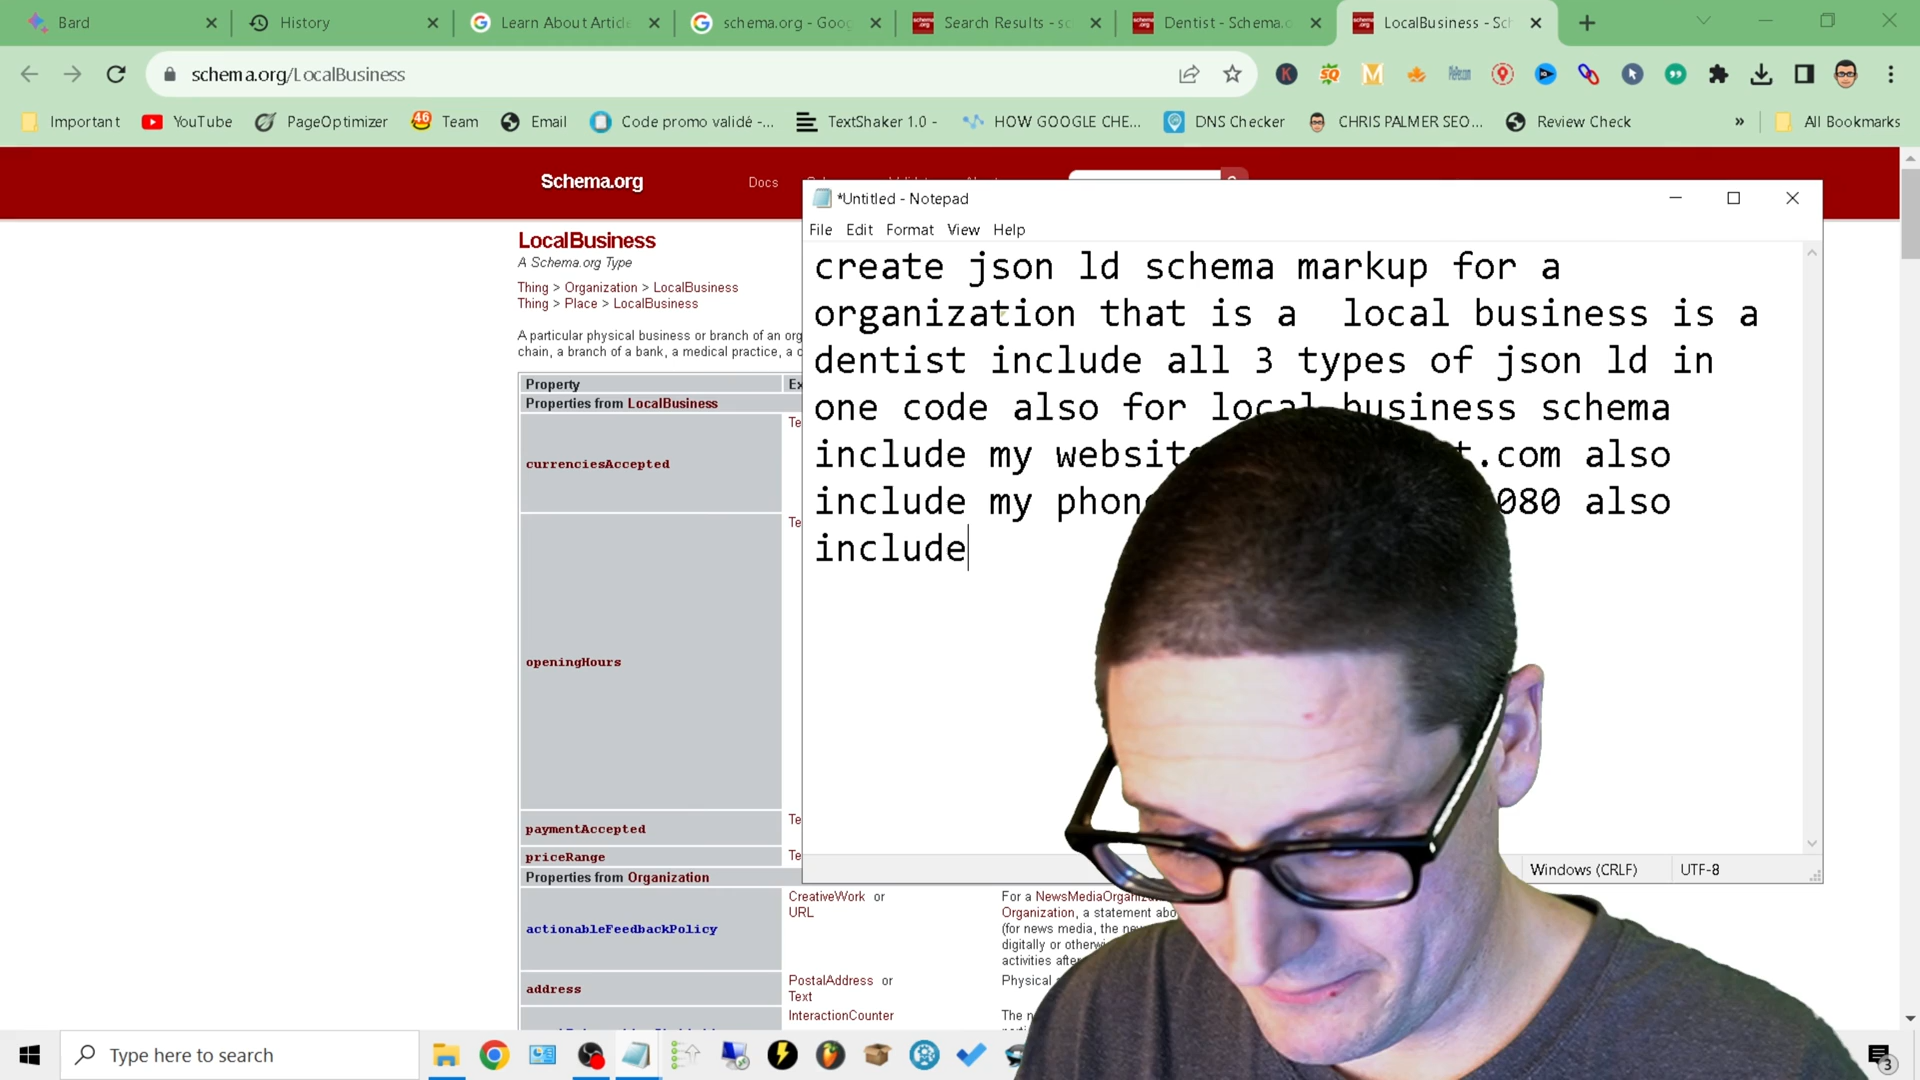 Bard
History
Learn About Article
schema.org - Goog
Search Results - sc
Dentist - Schema.o
LocalBusiness - Sch
schema.org/LocalBusiness
Important
YouTube
PageOptimizer
46
Team
Email
Code promo validé -...
TextShaker 1.0 -
HOW GOOGLE CHE...
DNS Checker
CHRIS PALMER SEO...
Review Check
»
All Bookmarks
Schema.org
Docs
LocalBusiness
A Schema.org Type
Thing > Organization > LocalBusiness
Thing > Place > LocalBusiness
A particular physical business or branch of an org
chain, a branch of a bank, a medical practice, a
Property
Properties from LocalBusiness
currenciesAccepted
openingHours
paymentAccepted
priceRange
Properties from Organization
actionableFeedbackPolicy
CreativeWork or
URL
For a NewsMediaOrganiz
Organization, a statement abo
(for news media, the
digitally or otherwi
activities
address
PostalAddress or
Text
Physical
InteractionCounter
*Untitled - Notepad
File Edit Format View Help
create json ld schema markup for a
organization that is a local business is a
dentist include all 3 types of json ld in
one code also for local business schema
include my websit t.com also
include my phon 080 also
include
Windows (CRLF)
UTF-8
Type here to search
3